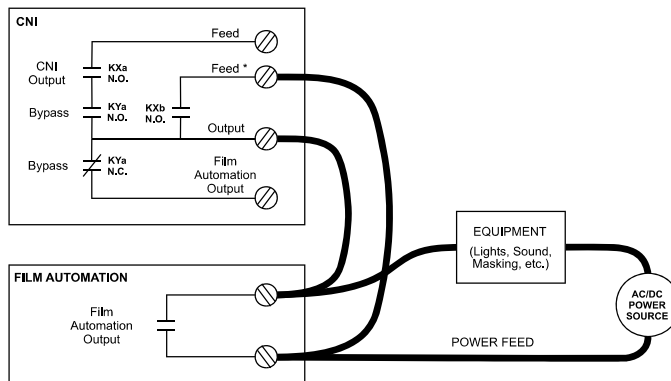 CNI
Feed
CNI
Output
KXa
N.O.
Feed *
Bypass
KYa
N.O.
KXb
N.O.
Output
Bypass
KYa
N.C.
Film
Automation
Output
EQUIPMENT
(Lights, Sound,
Masking, etc.)
FILM AUTOMATION
Film
Automation
Output
AC/DC
POWER
SOURCE
POWER FEED